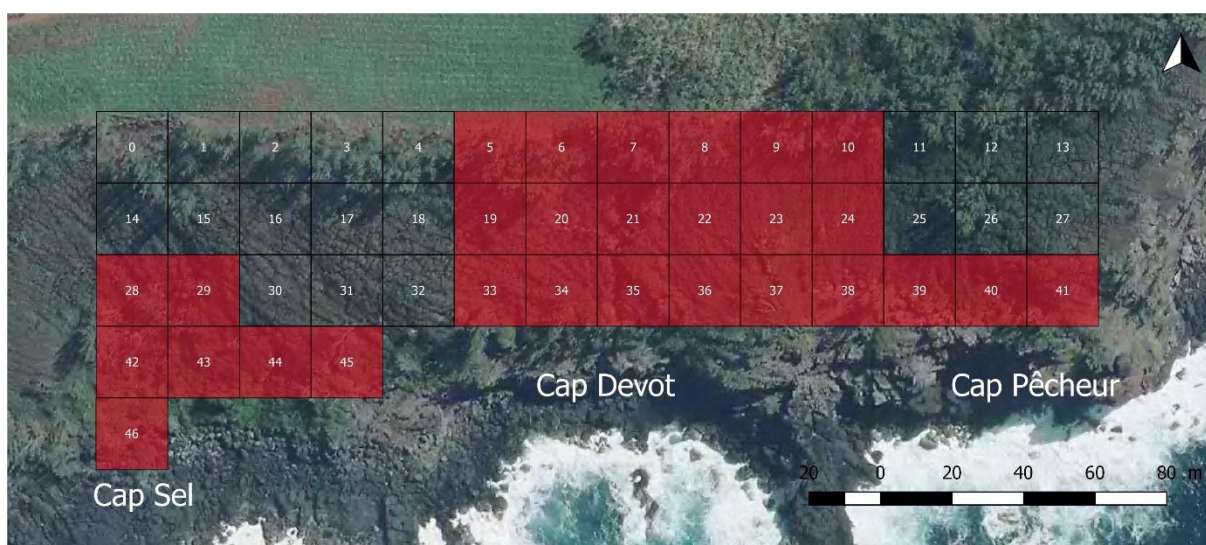 0 1 2 3 4 5 6 7 8 9 10 11 12 13
14 15 16 17 18 19 20 21 22 23 24 25 26 27
28 29 30 31 32 33 34 35 36 37 38 39 40 41
42 43 44 45
Cap Devot Cap Pêcheur
46
20 0 20 40 60 80 m
Cap Sel